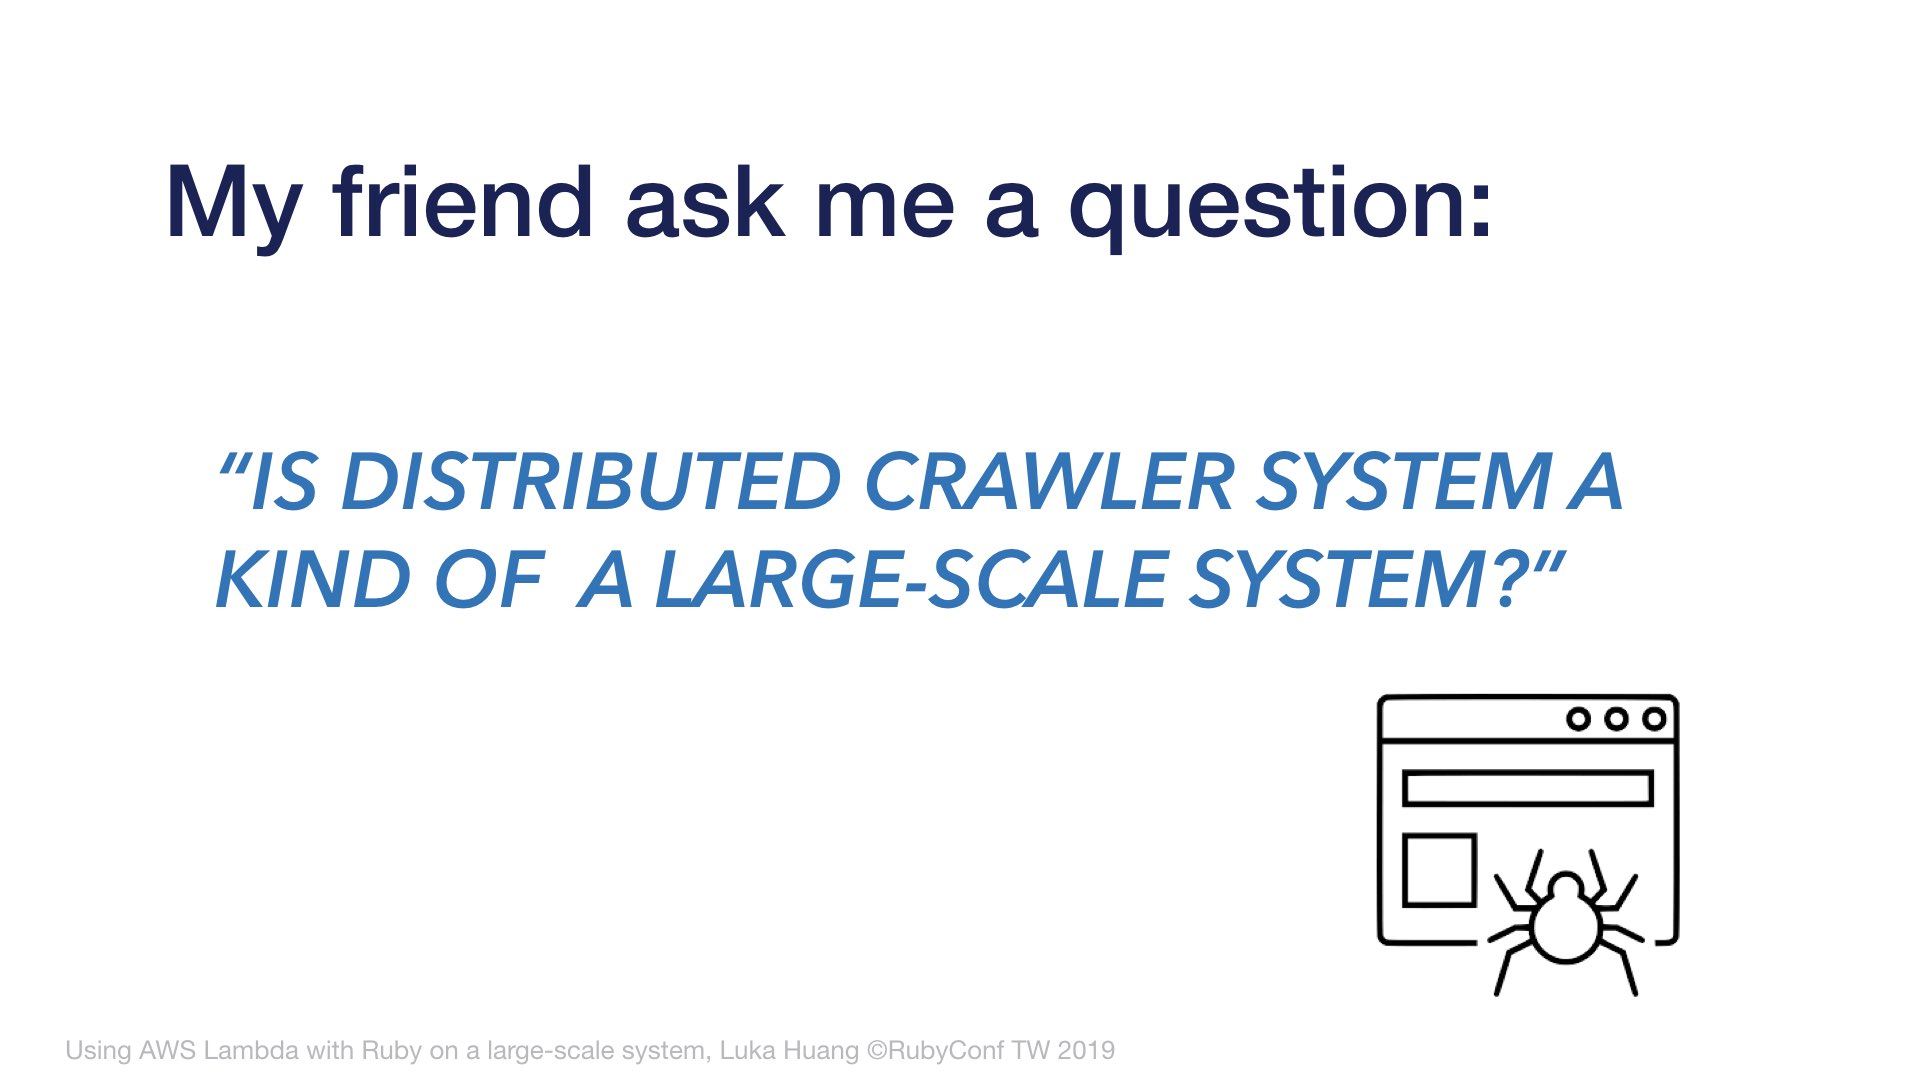 My friend ask me a question:
“IS DISTRIBUTED CRAWLER SYSTEM A
KIND OF  A LARGE-SCALE SYSTEM?”
Using AWS Lambda with Ruby on a large-scale system, Luka Huang ©RubyConf TW 2019